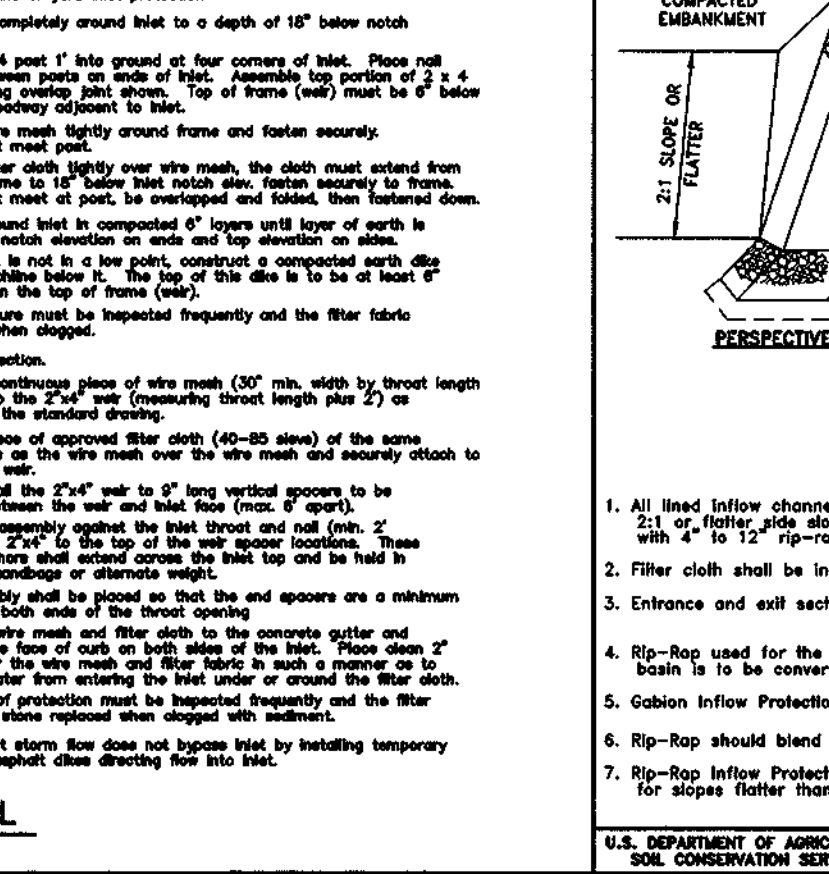 ompletely around inlet to a depth of 18" below notch
4 post 1' into ground at four corners of inlet. Place nail
ween posts on ends of inlet. Assemble top portion of 2 x 4
ng overlap joint shown. Top of frame (weir) must be 6" below
oadway adjacent to inlet.
e mesh tightly around frame and fasten securely.
t meet post.
er cloth tightly over wire mesh, the cloth must extend from
me to 18" below inlet notch elev. fasten securely to frame.
t meet at post, be overlapped and folded, then fastened down.
und inlet in compacted 6" layers until layer of earth is
notch elevation on ends and top elevation on sides.
is not in a low point, construct a compacted earth dike
chline below it. The top of this dike is to be at least 6"
n the top of frame (weir).
ure must be inspected frequently and the filter fabric
hen clogged.
ection.
ontinuous piece of wire mesh (30" min. width by throat length
o the 2"x4" weir (measuring throat length plus 2') as
the standard drawing.
ece of approved filter cloth (40-85 sieve) of the same
s as the wire mesh over the wire mesh and securely attach to
weir.
ail the 2"x4" weir to 9" long vertical spacers to be
etween the weir and inlet face (max. 6' apart).
assembly against the inlet throat and nail (min. 2'
2"x4" to the top of the weir spacer locations. These
hors shall extend across the inlet top and be held in
sandbags or alternate weight.
bly shall be placed so that the end spacers are a minimum
both ends of the throat opening
wire mesh and filter cloth to the concrete gutter and
e face of curb on both sides of the inlet. Place clean 2"
r the wire mesh and filter fabric in such a manner as to
ater from entering the inlet under or around the filter cloth.
of protection must be inspected frequently and the filter
stone replaced when clogged with sediment.
t storm flow does not bypass inlet by installing temporary
sphalt dikes directing flow into inlet.
L
COMPACTED
EMBANKMENT
2:1 SLOPE OR
FLATTER
PERSPECTIVE
1. All lined inflow channe
2:1 or flatter side slo
with 4" to 12" rip-ra
2. Filter cloth shall be in
3. Entrance and exit sect
4. Rip-Rap used for the
basin is to be conver
5. Gabion Inflow Protectio
6. Rip-Rap should blend
7. Rip-Rap Inflow Protect
for slopes flatter than
U.S. DEPARTMENT OF AGRIC
SOIL CONSERVATION SER